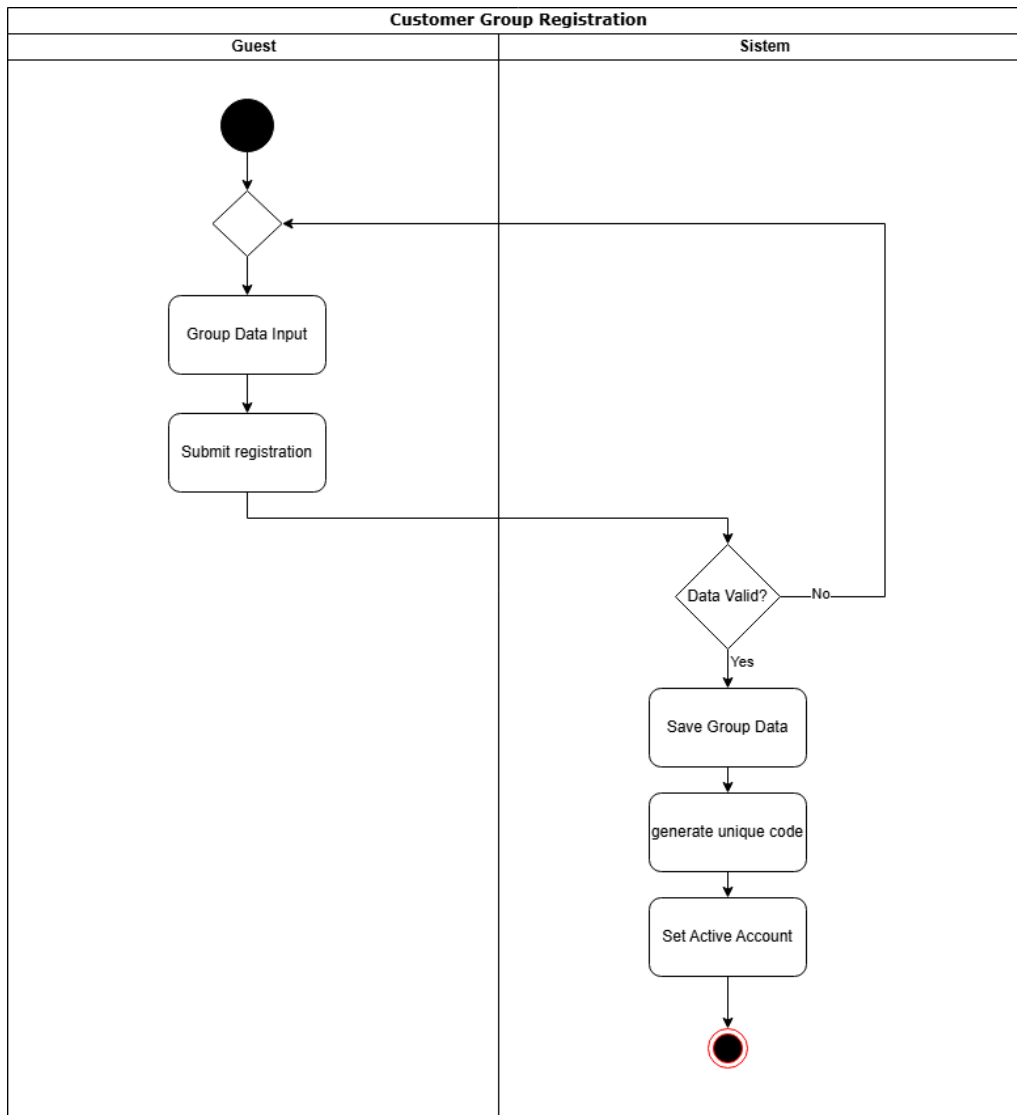 Customer Group Registration
Guest
Sistem
Group Data Input
Submit registration
Data Valid?
No
Yes
Save Group Data
generate unique code
Set Active Account